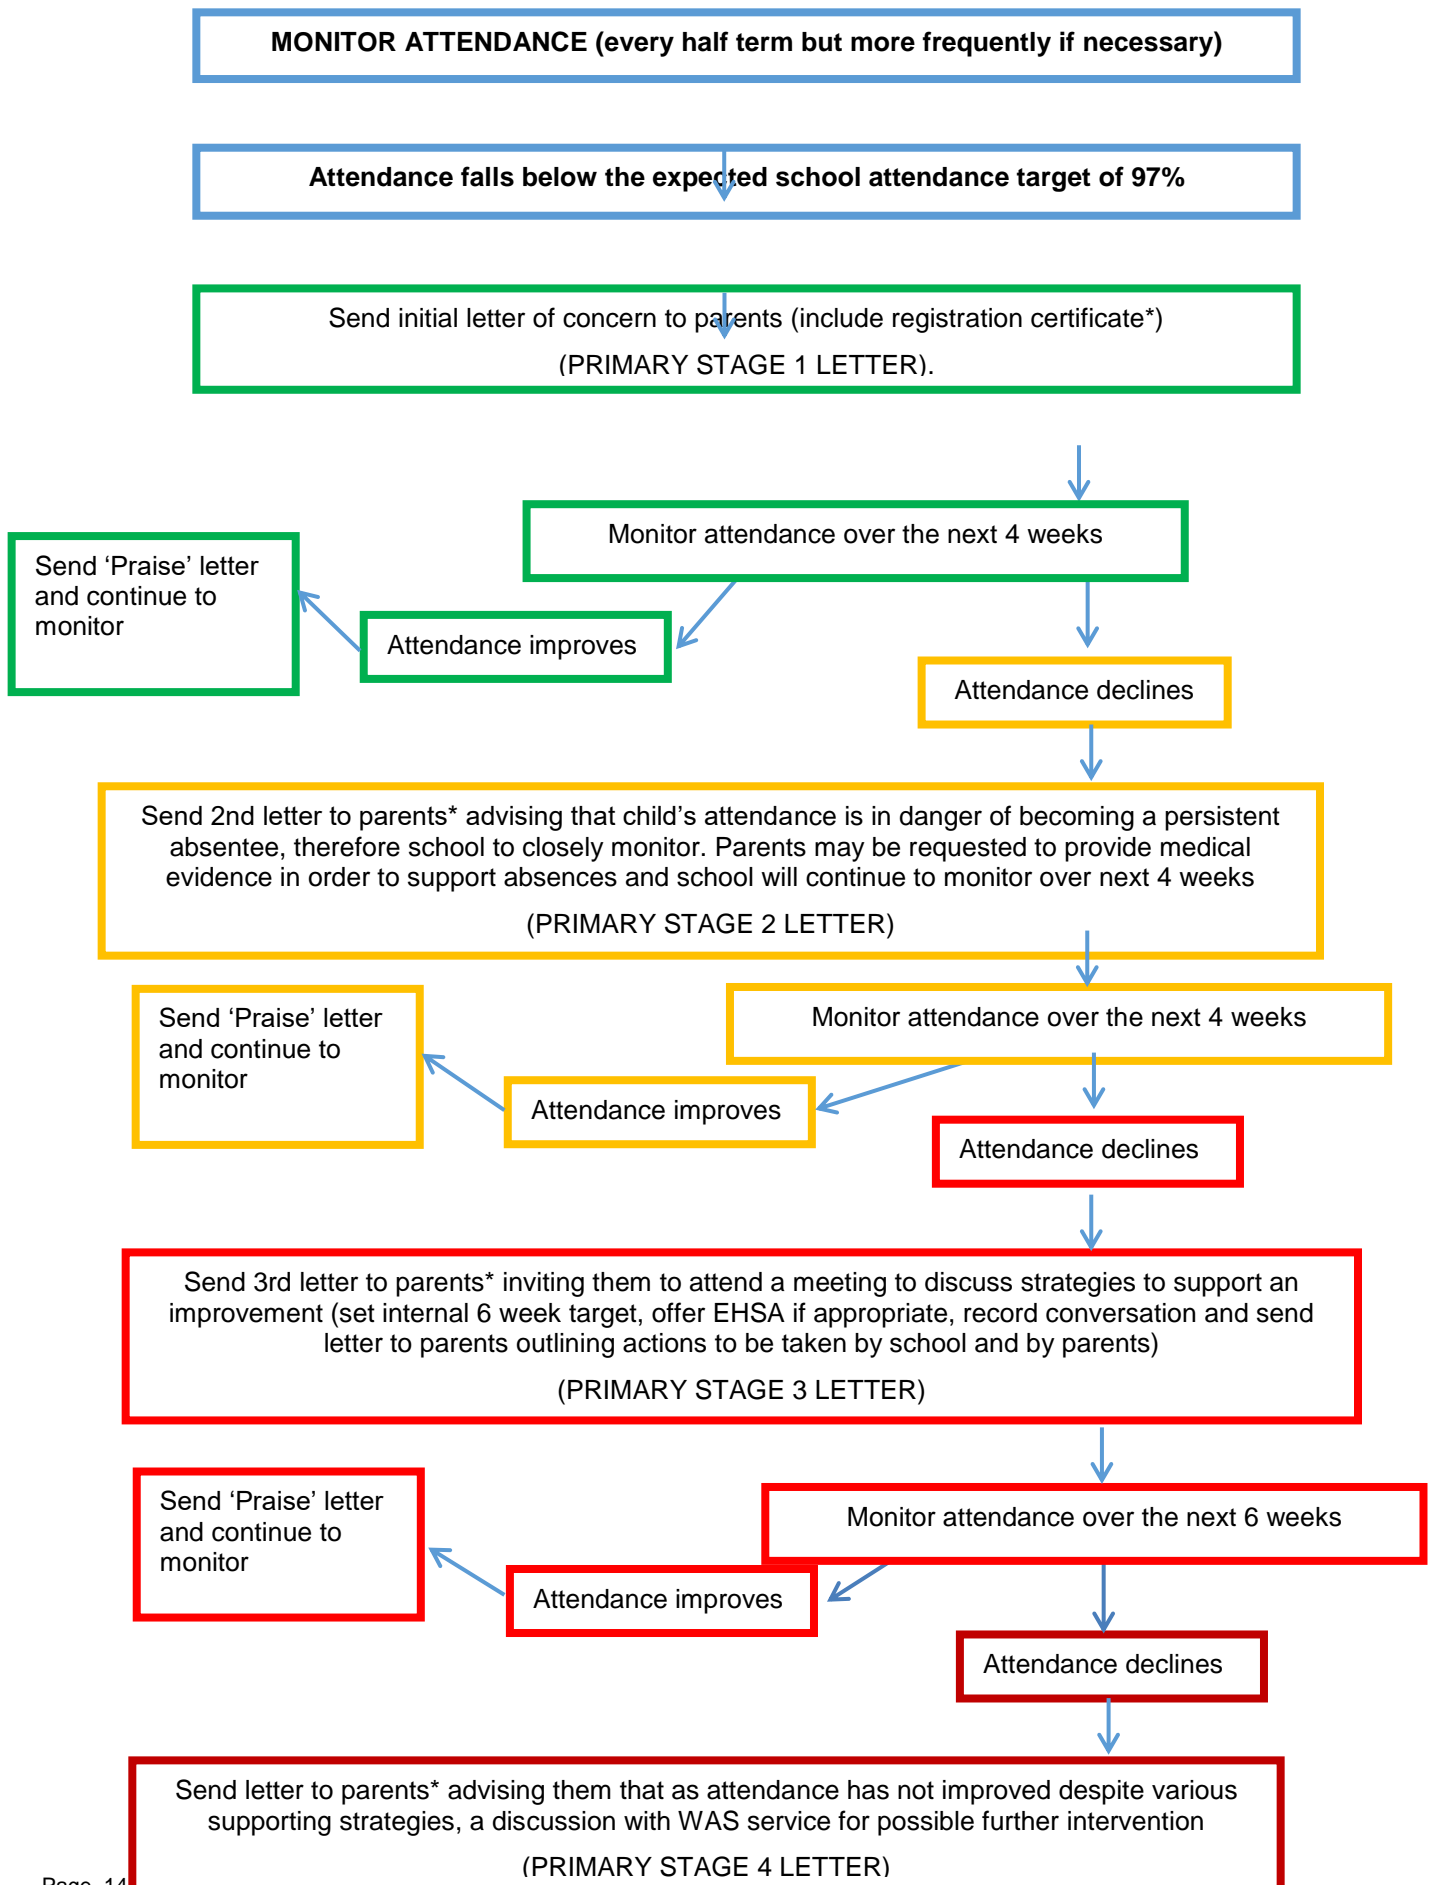 MONITOR ATTENDANCE (every half term but more frequently if necessary)
Attendance falls below the expected school attendance target of 97%
Send initial letter of concern to parents (include registration certificate*)
(PRIMARY STAGE 1 LETTER).
Monitor attendance over the next 4 weeks
Send ‘Praise’ letter
and continue to
monitor
Attendance improves
Attendance declines
Send 2nd letter to parents* advising that child’s attendance is in danger of becoming a persistent
absentee, therefore school to closely monitor. Parents may be requested to provide medical
evidence in order to support absences and school will continue to monitor over next 4 weeks
(PRIMARY STAGE 2 LETTER)
Monitor attendance over the next 4 weeks
Send ‘Praise’ letter
and continue to
monitor
Attendance improves
Attendance declines
Send 3rd letter to parents* inviting them to attend a meeting to discuss strategies to support an
improvement (set internal 6 week target, offer EHSA if appropriate, record conversation and send
letter to parents outlining actions to be taken by school and by parents)
(PRIMARY STAGE 3 LETTER)
Monitor attendance over the next 6 weeks
Send ‘Praise’ letter
and continue to
monitor
Attendance improves
Attendance declines
Send letter to parents* advising them that as attendance has not improved despite various
supporting strategies, a discussion with WAS service for possible further intervention
(PRIMARY STAGE 4 LETTER)
Page 14